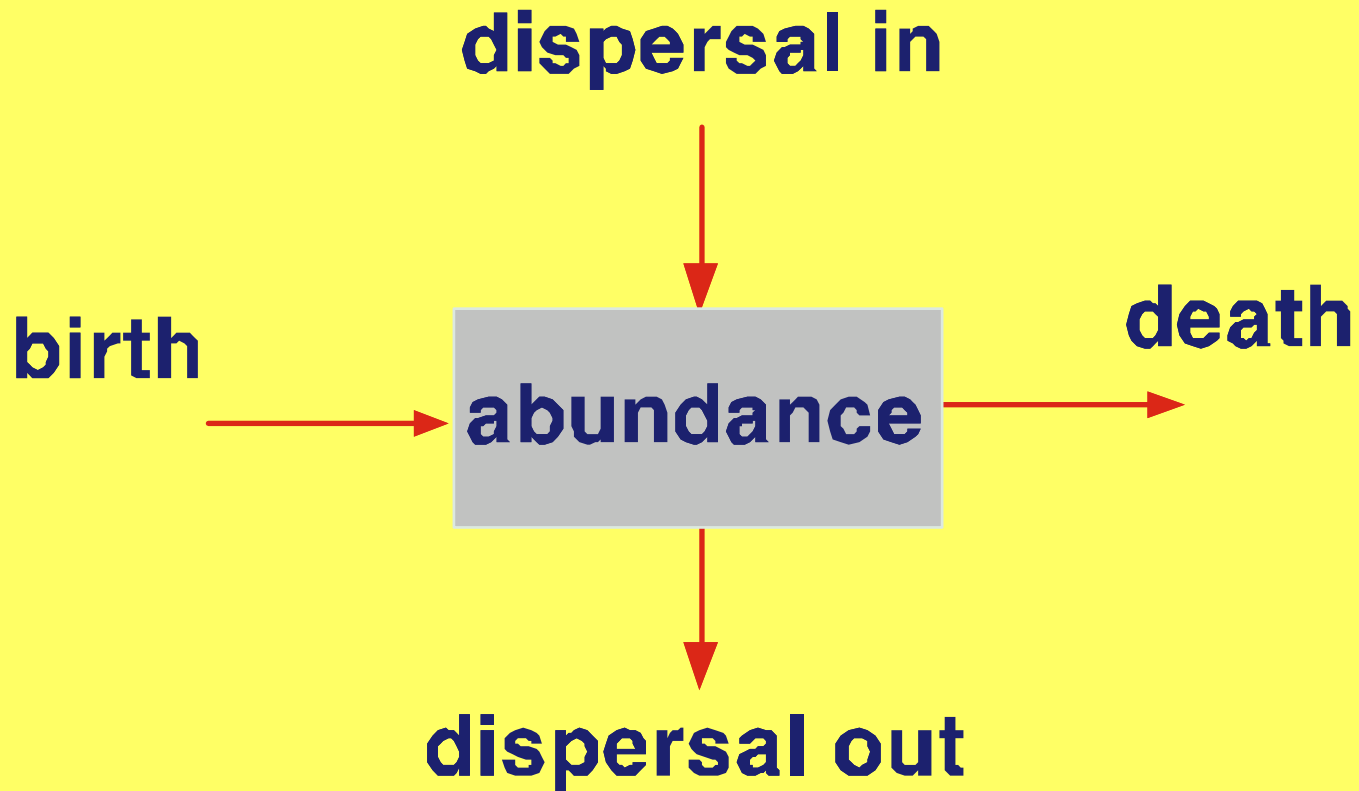 dispersal in
birth
death
abundance
dispersal out